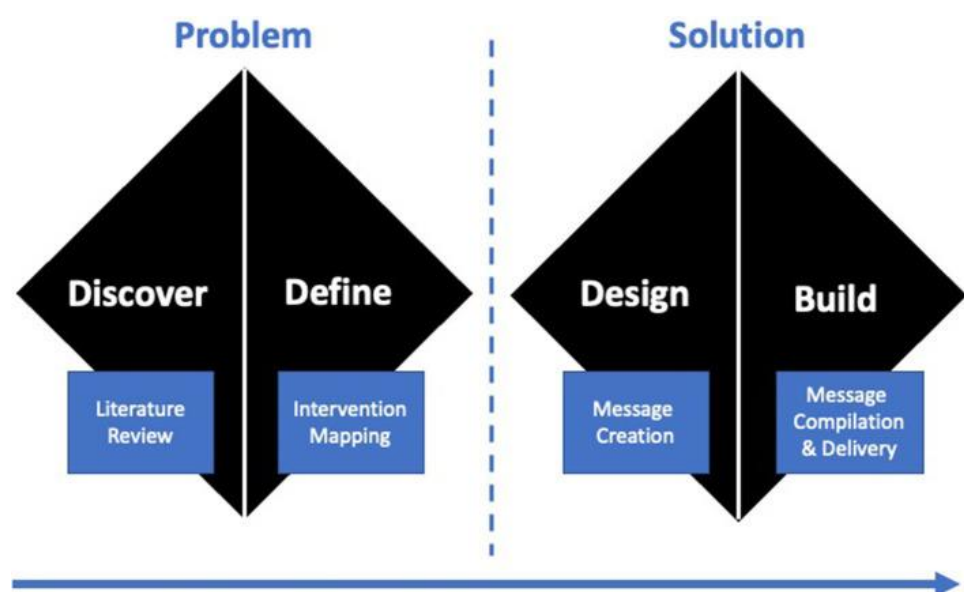 Problem
Solution
Discover
Define
Design
Build
Literature
Review
Intervention
Mapping
Message
Creation
Message
Compilation
& Delivery